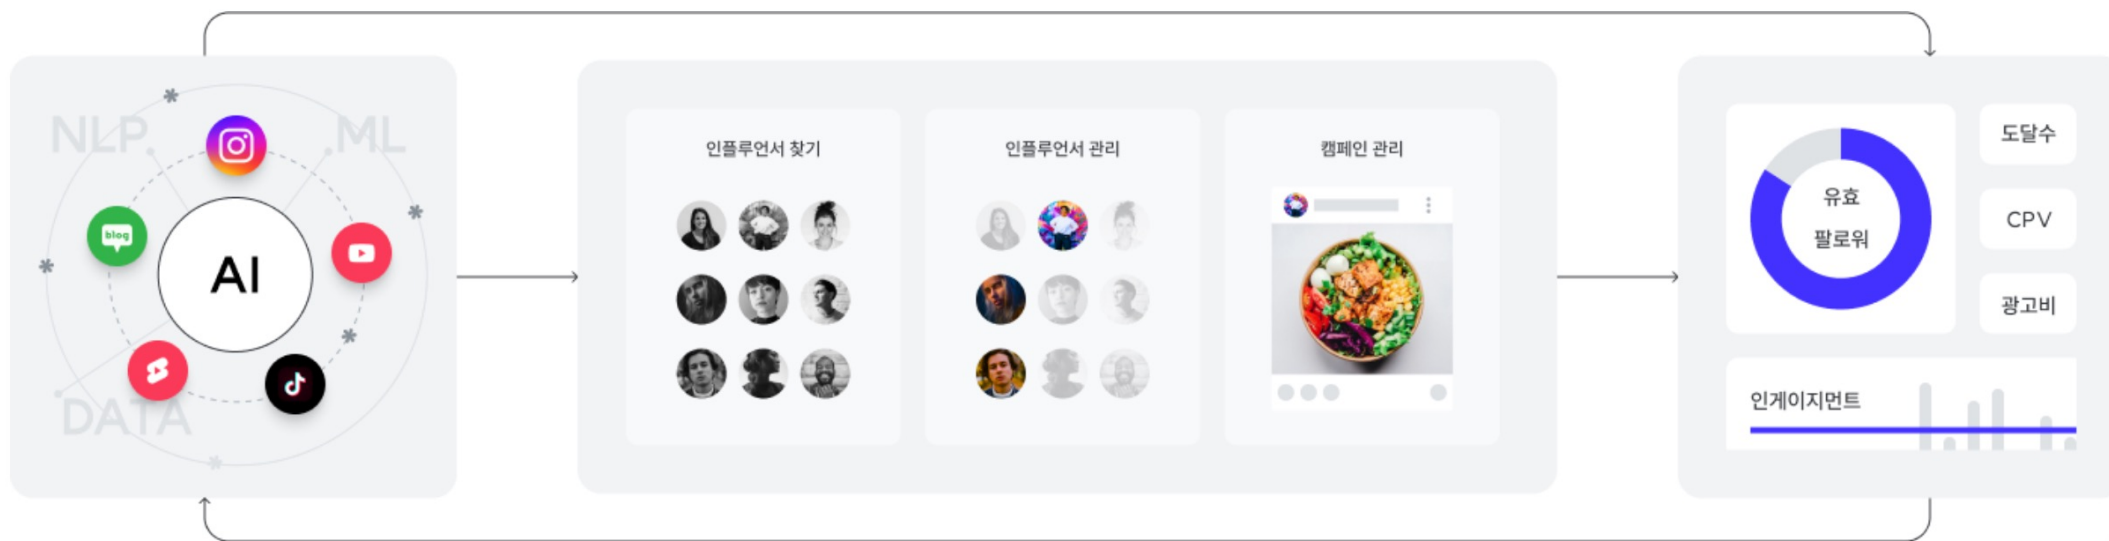 NLP
ML
blog
AI
DATA
인플루언서 찾기
인플루언서 관리
캠페인 관리
유효
팔로워
도달수
CPV
광고비
인게이지먼트